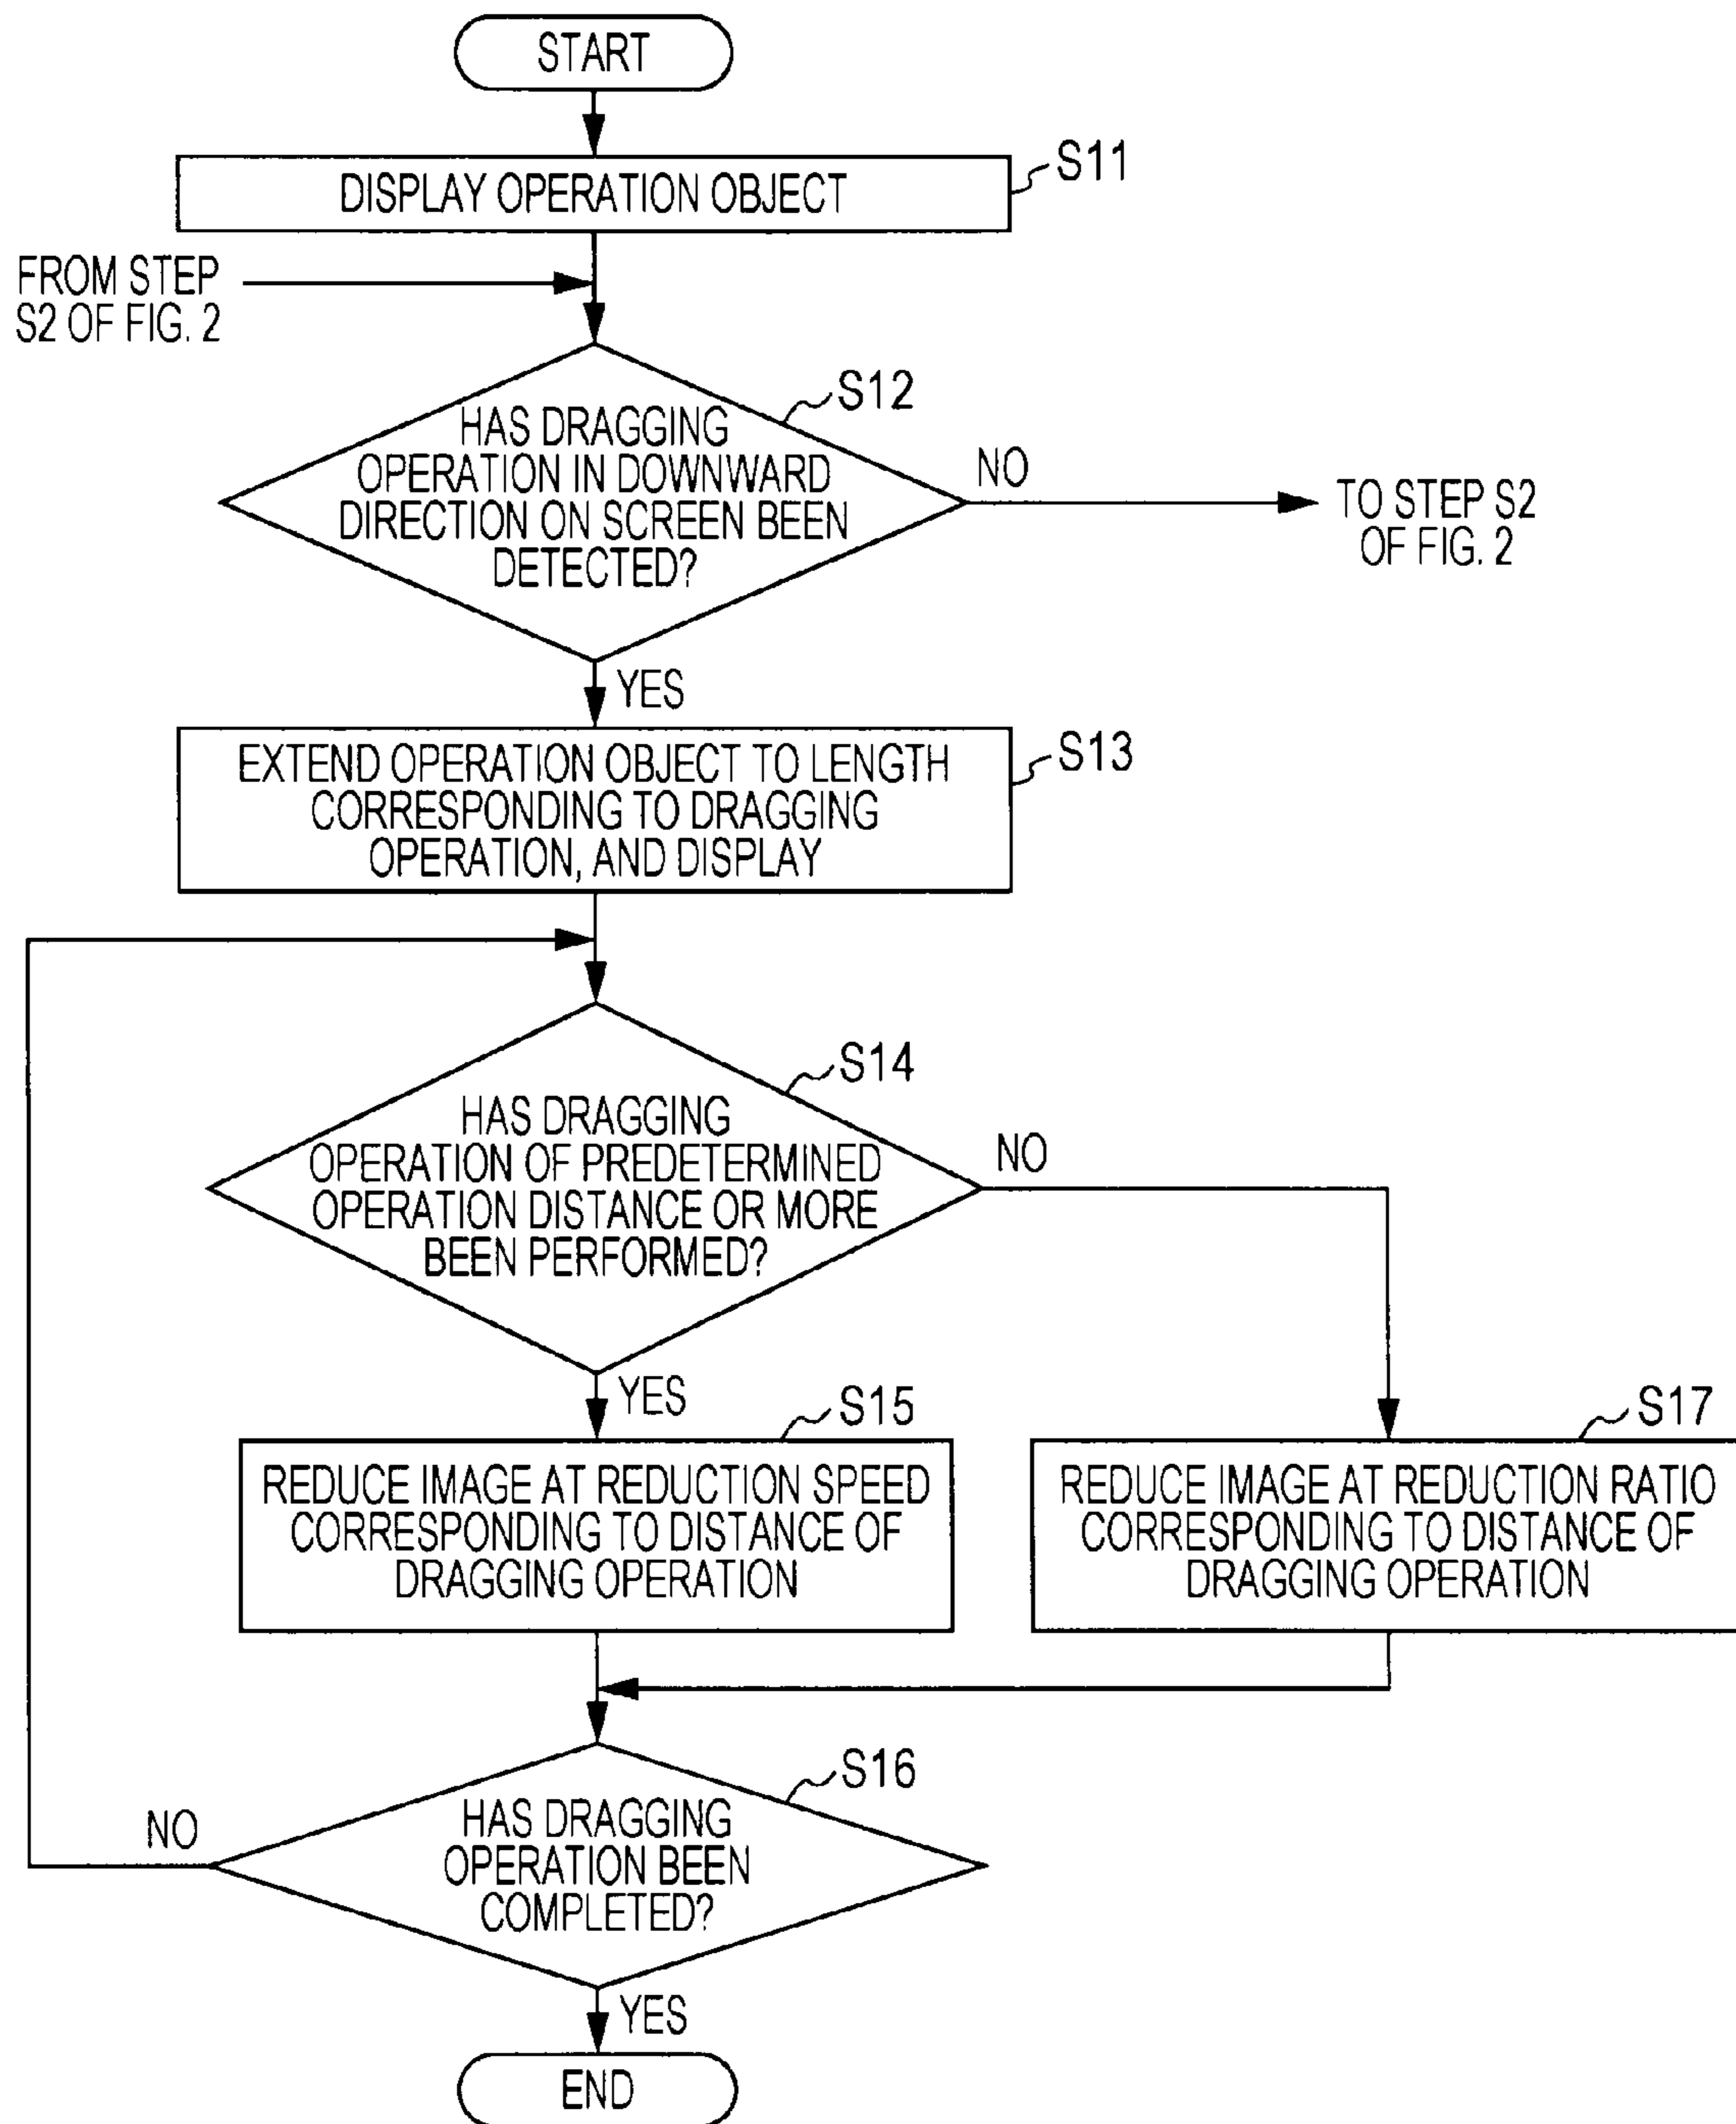 START
DISPLAY OPERATION OBJECT
S11
FROM STEP
S2 OF FIG. 2
S12
HAS DRAGGING
OPERATION IN DOWNWARD
DIRECTION ON SCREEN BEEN
DETECTED?
NO
TO STEP S2
OF FIG. 2
YES
S13
EXTEND OPERATION OBJECT TO LENGTH
CORRESPONDING TO DRAGGING
OPERATION, AND DISPLAY
S14
HAS DRAGGING
OPERATION OF PREDETERMINED
OPERATION DISTANCE OR MORE
BEEN PERFORMED?
NO
YES
S15
REDUCE IMAGE AT REDUCTION SPEED
CORRESPONDING TO DISTANCE OF
DRAGGING OPERATION
S17
REDUCE IMAGE AT REDUCTION RATIO
CORRESPONDING TO DISTANCE OF
DRAGGING OPERATION
S16
HAS DRAGGING
OPERATION BEEN
COMPLETED?
NO
YES
END